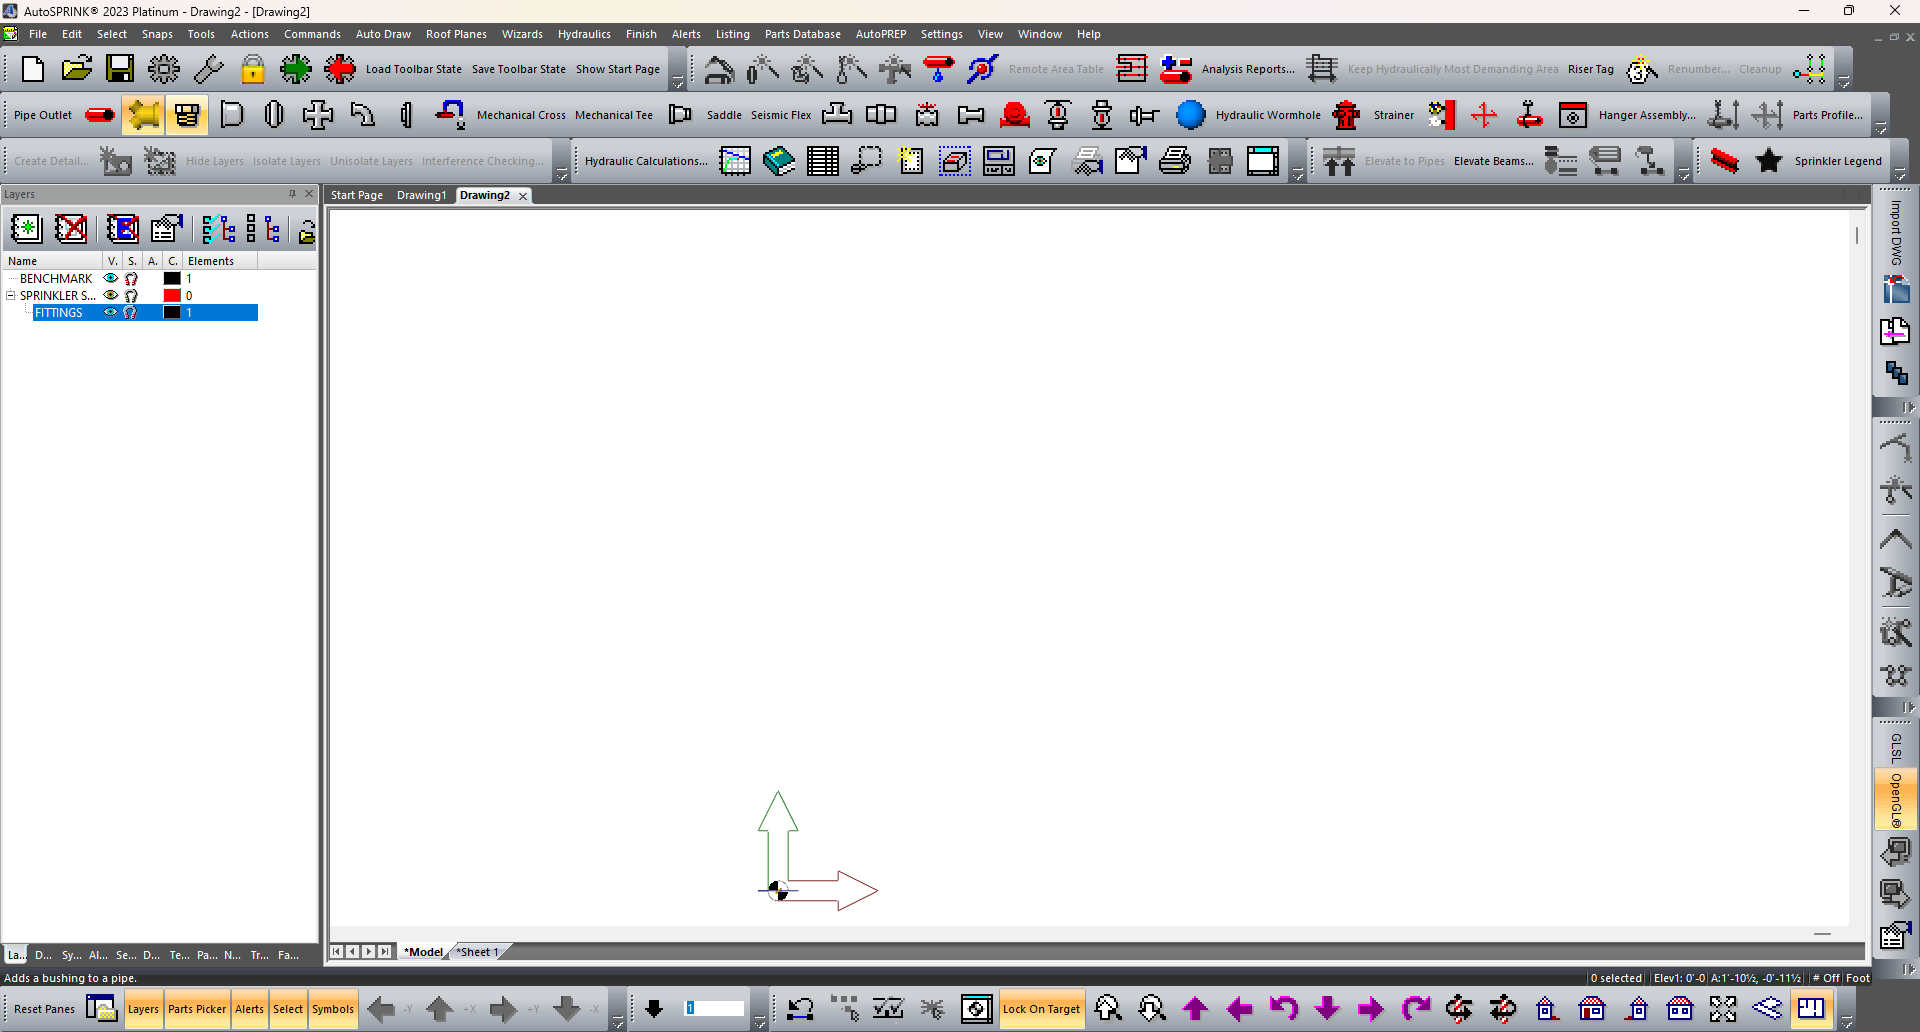 AutoSPRINK® 2023 Platinum - Drawing2 - [Drawing2]
File Edit Select Snaps Tools Actions Commands Auto Draw Roof Planes Wizards Hydraulics Finish Alerts Listing Parts Database AutoPREP Settings View Window Help
Load Toolbar State Save Toolbar State Show Start Page Remote Area Table Analysis Reports... Keep Hydraulically Most Demanding Area Riser Tag Renumber... Cleanup
Pipe Outlet Mechanical Cross Mechanical Tee Saddle Seismic Flex Hydraulic Wormhole Strainer Hanger Assembly... Parts Profile...
Create Detail... Hide Layers Isolate Layers Unisolate Layers Interference Checking... Hydraulic Calculations... Elevate to Pipes Elevate Beams... Sprinkler Legend
Layers
Start Page Drawing1 Drawing2
Import DWG
Name V. S. A. C. Elements
BENCHMARK 1
SPRINKLER S... 0
FITTINGS 1
GLSL
OpenGL®
*Model *Sheet 1
La... D... Sy... Al... Se... D... Te... Pa... N... Tr... Fa...
Adds a bushing to a pipe.
0 selected Elev1: 0'-0 A:1'-10½, -0'-11½ # Off Foot
Reset Panes Layers Parts Picker Alerts Select Symbols -Y +X +Y -X 1 Lock On Target